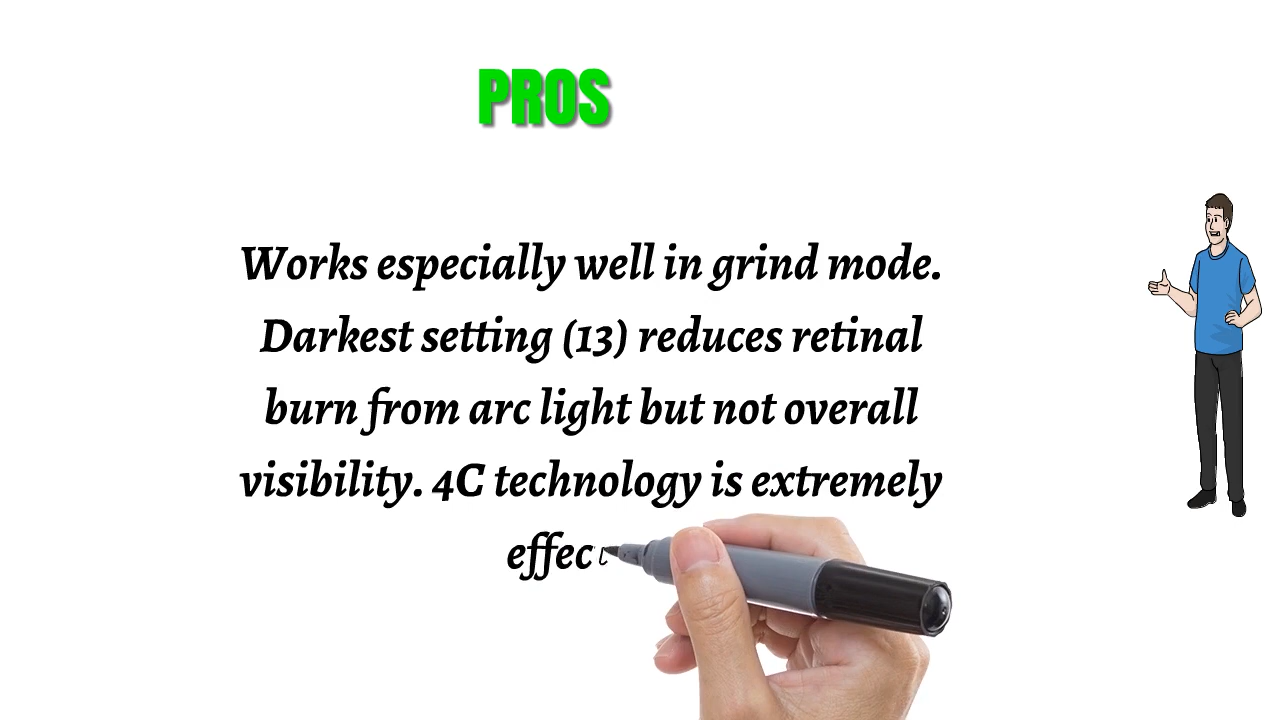 PROS
Works especially well in grind mode.
Darkest setting (13) reduces retinal
burn from arc light but not overall
visibility. 4C technology is extremely
effec